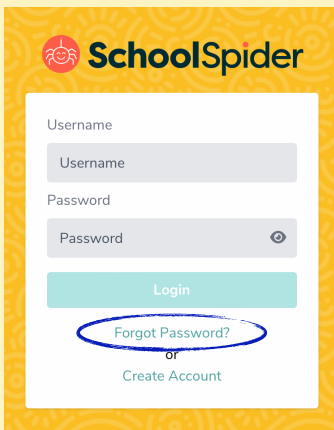 SchoolSpider
Username
Username
Password
Password
Login
Forgot Password?
or
Create Account